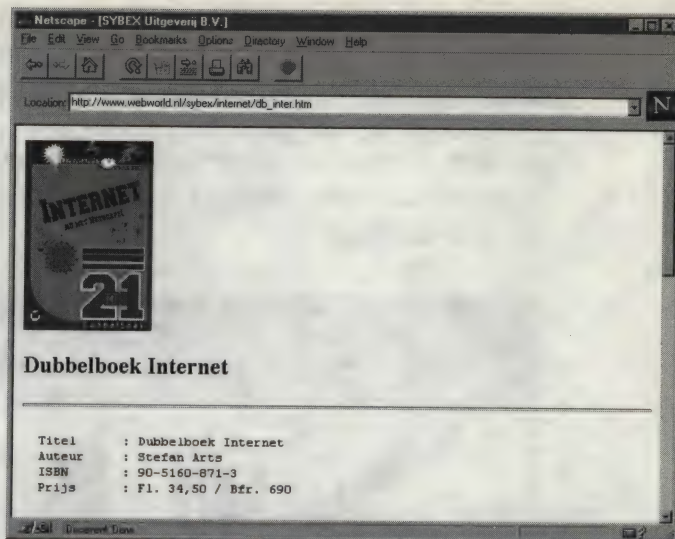 Netscape - [SYBEX Uitgeverij B.V.]
File Edit View Go Bookmarks Options Directory Window Help
Location: http://www.webworld.nl/sybex/internet/db_inter.htm
N
INTERNET
21
Dubbelboek Internet
Titel : Dubbelboek Internet
Auteur : Stefan Arts
ISBN : 90-5160-871-3
Prijs : Fl. 34,50 / Bfr. 690
Document: Done